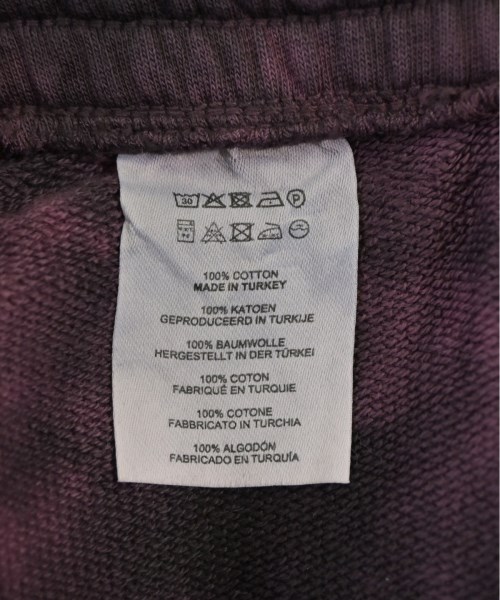 30 P
100% COTTON
MADE IN TURKEY
100% KATOEN
GEPRODUCEERD IN TURKIJE
100% BAUMWOLLE
HERGESTELLT IN DER TÜRKEI
100% COTON
FABRIQUÉ EN TURQUIE
100% COTONE
FABBRICATO IN TURCHIA
100% ALGODÓN
FABRICADO EN TURQUÍA